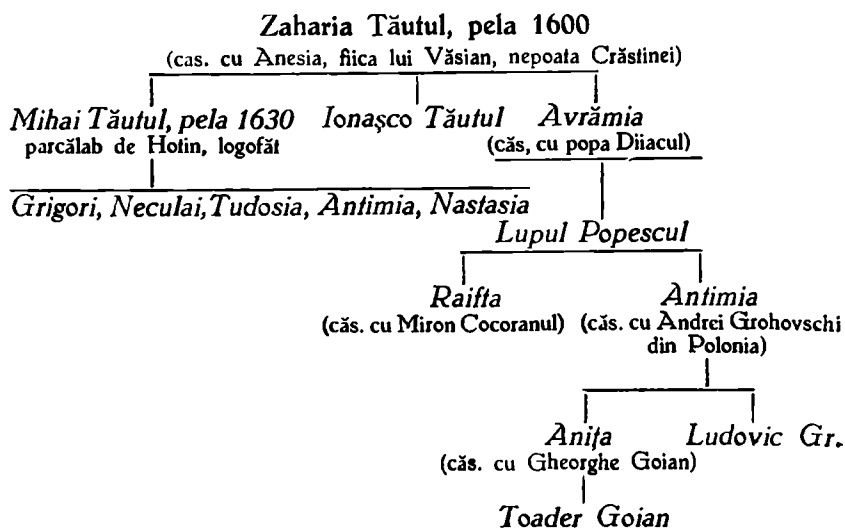 Zaharia Tăutul, pela 1600
(cas. cu Anesia, fiica lui Văsian, nepoata Crăstinei)
Mihai Tăutul, pela 1630 Ionaşco Tăutul Avrămia
parcălab de Hotin, logofăt (căs, cu popa Diiacul)
Grigori, Neculai, Tudosia, Antimia, Nastasia
Lupul Popescul
Raifta Antimia
(căs. cu Miron Cocoranul) (căs. cu Andrei Grohovschi
din Polonia)
Aniţa Ludovic Gr.
(căs. cu Gheorghe Goian)
Toader Goian